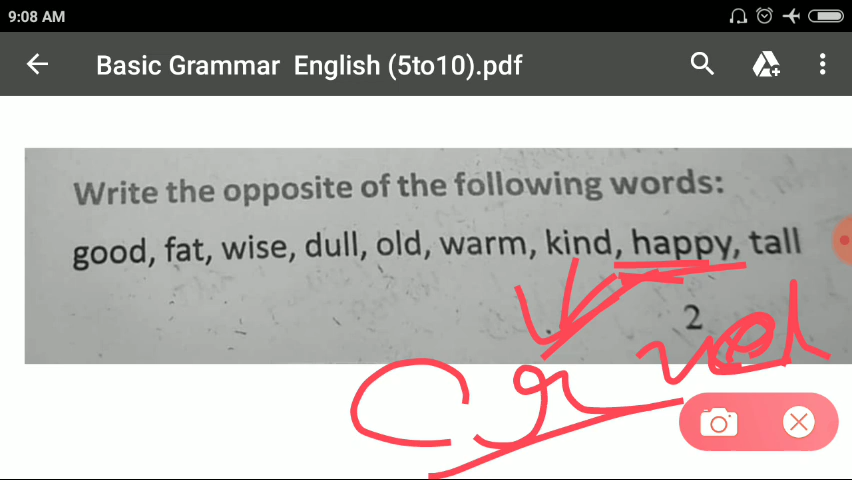 9:08 AM
Basic Grammar English (5to10).pdf
Write the opposite of the following words:
good, fat, wise, dull, old, warm, kind, happy, tall
2